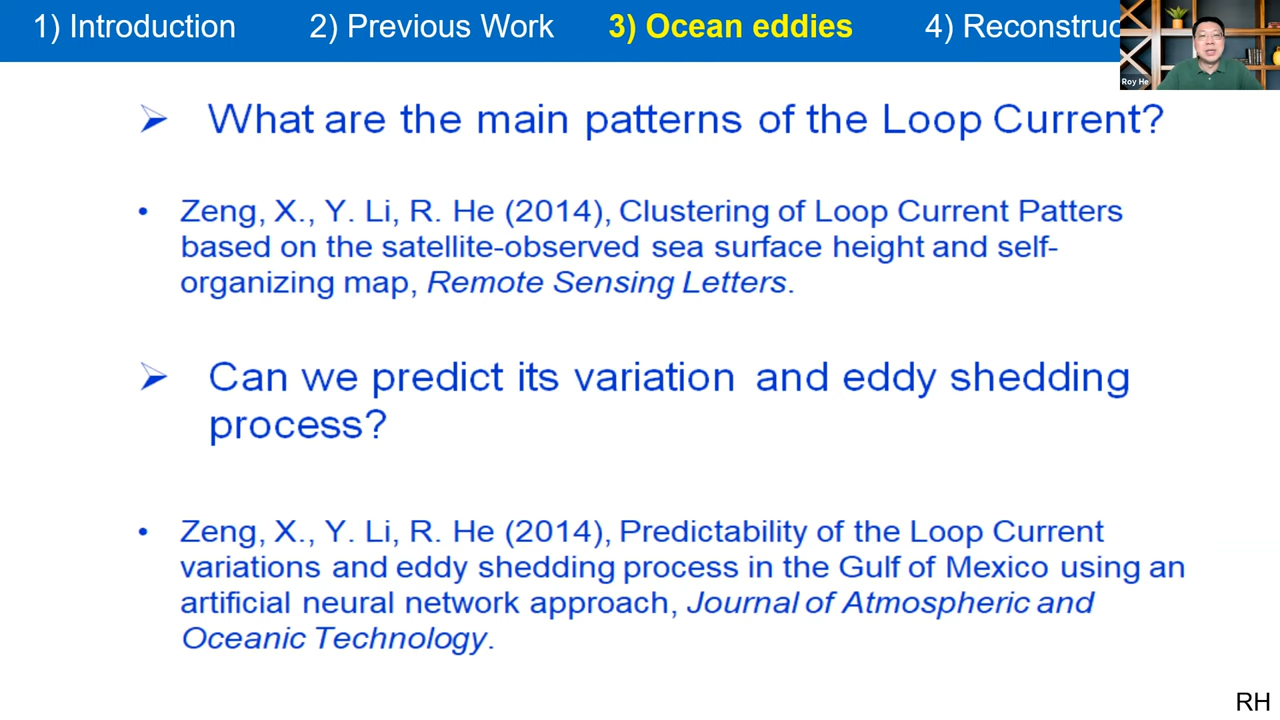 1) Introduction 2) Previous Work 3) Ocean eddies 4) Reconstruc
Roy He
➢ What are the main patterns of the Loop Current?
• Zeng, X., Y. Li, R. He (2014), Clustering of Loop Current Patters
based on the satellite-observed sea surface height and self-
organizing map, Remote Sensing Letters.
➢ Can we predict its variation and eddy shedding
process?
• Zeng, X., Y. Li, R. He (2014), Predictability of the Loop Current
variations and eddy shedding process in the Gulf of Mexico using an
artificial neural network approach, Journal of Atmospheric and
Oceanic Technology.
RH